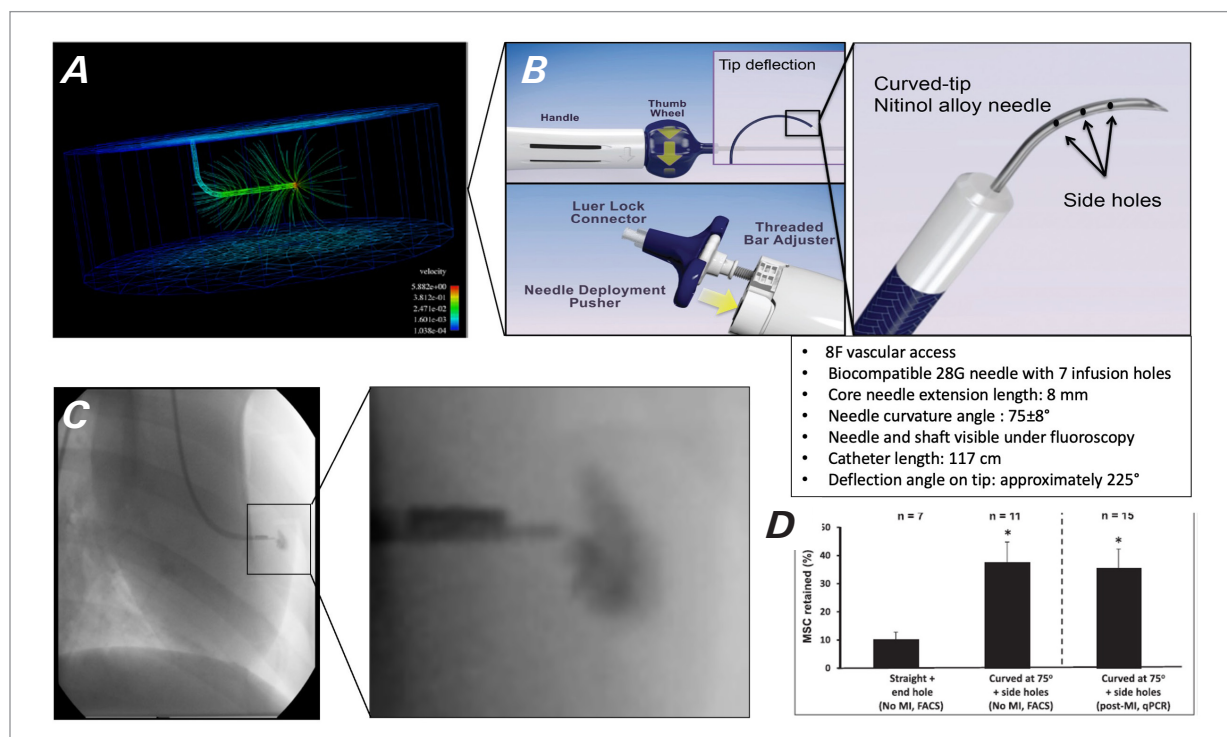 A
velocity
5.882e+00
3.812e-01
2.471e-02
1.601e-03
1.038e-04
B
Tip deflection
Handle
Thumb
Wheel
Luer Lock
Connector
Threaded
Bar Adjuster
Needle Deployment
Pusher
Curved-tip
Nitinol alloy needle
Side holes
• 8F vascular access
• Biocompatible 28G needle with 7 infusion holes
• Core needle extension length: 8 mm
• Needle curvature angle : 75±8°
• Needle and shaft visible under fluoroscopy
• Catheter length: 117 cm
• Deflection angle on tip: approximately 225°
C
D
n = 7
n = 11
n = 15
MSC retained (%)
50
40
30
20
10
0
*
*
Straight +
end hole
(No MI, FACS)
Curved at 75°
+ side holes
(No MI, FACS)
Curved at 75°
+ side holes
(post-MI, qPCR)